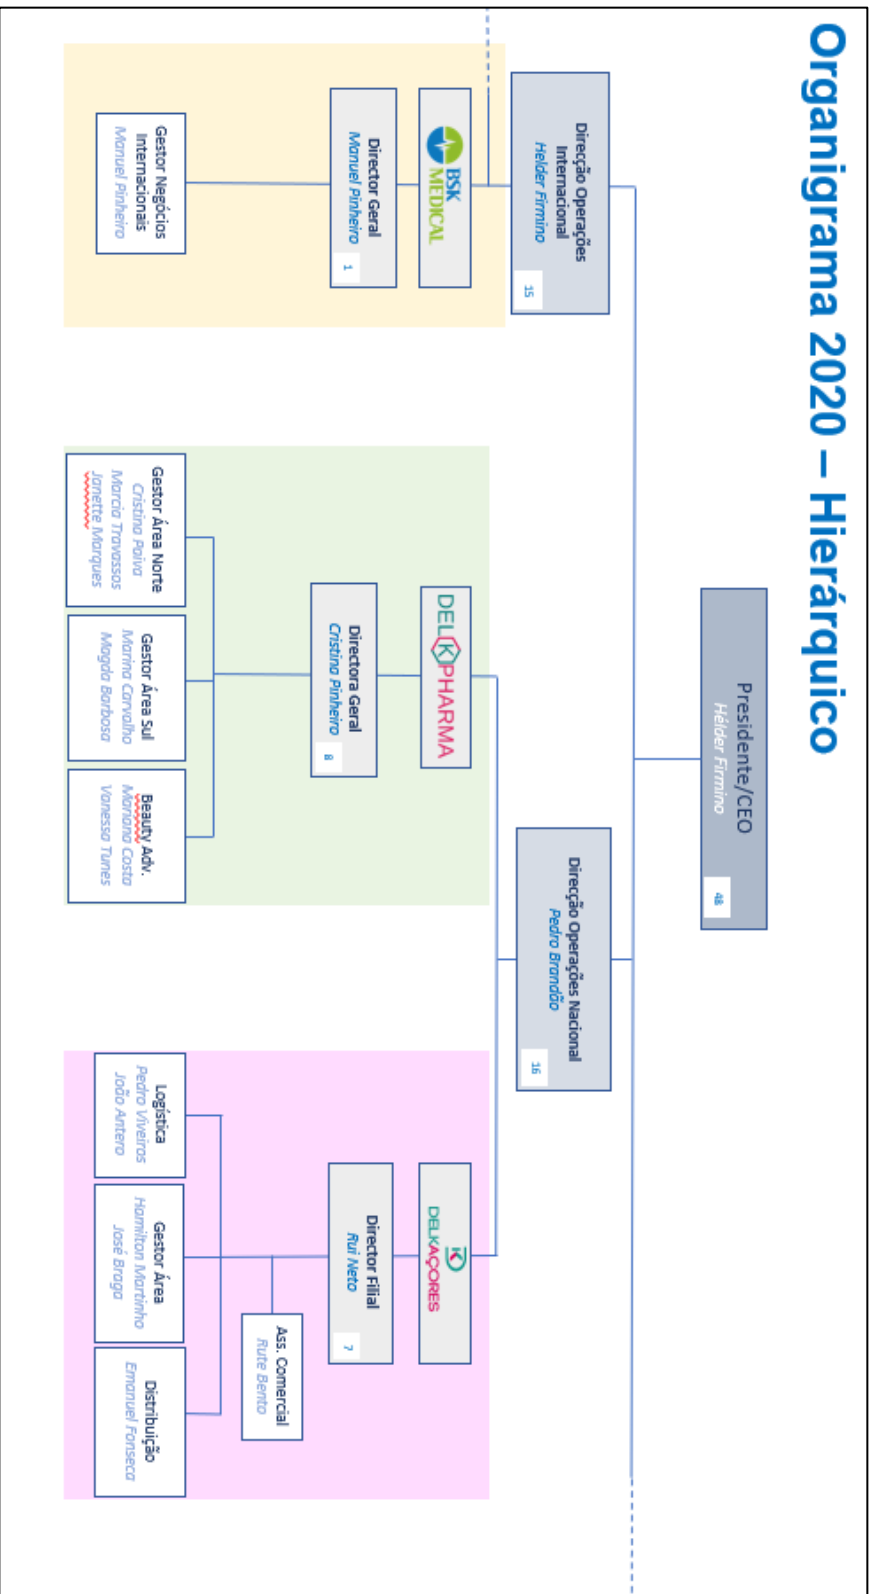 Organigrama 2020 – Hierárquico
Presidente/CEO
Hélder Firmino
48
Direcção Operações
Internacional
Helder Firmino
15
Direcção Operações Nacional
Pedro Brandão
16
BSK
MEDICAL
Director Geral
Manuel Pinheiro
1
Gestor Negócios
Internacionais
Manuel Pinheiro
DELKPHARMA
Directora Geral
Cristina Pinheiro
8
Gestor Área Norte
Cristina Paiva
Marcia Travassos
Janette Marques
Gestor Área Sul
Marina Carvalho
Magda Barbosa
Beauty Adv.
Mariana Costa
Vanessa Tunes
DELKAÇORES
Director Filial
Rui Neto
7
Ass. Comercial
Rute Bento
Logística
Pedro Viveiros
João Antero
Gestor Área
Hamilton Martinho
José Braga
Distribuição
Emanuel Fonseca